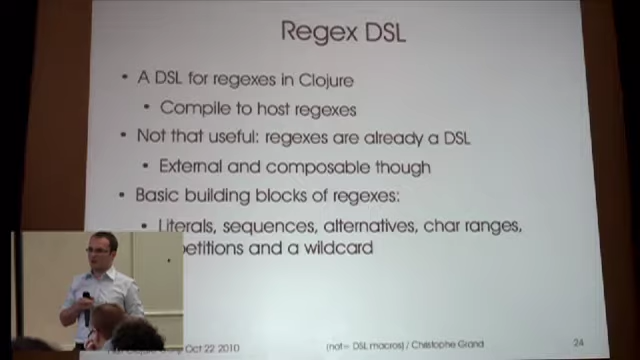 Regex DSL
• A DSL for regexes in Clojure
• Compile to host regexes
• Not that useful: regexes are already a DSL
• External and composable though
• Basic building blocks of regexes:
• Literals, sequences, alternatives, char ranges,
petitions and a wildcard
Oct 22 2010
(not= DSL macros) / Christophe Grand
24